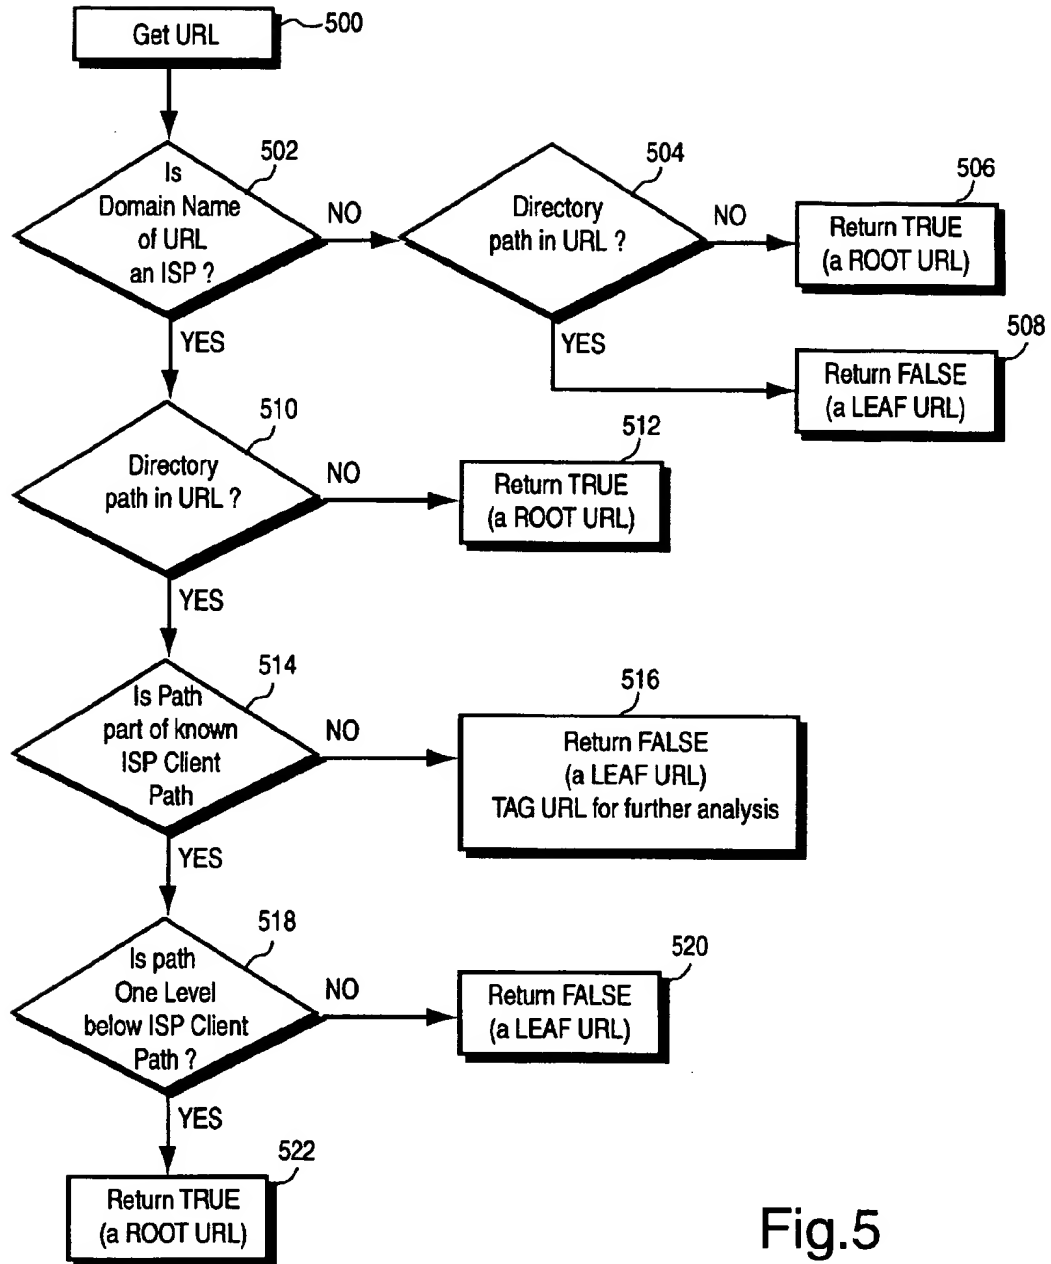 Get URL
500
502
Is
Domain Name
of URL
an ISP ?
NO
YES
504
Directory
path in URL ?
NO
YES
506
Return TRUE
(a ROOT URL)
508
Return FALSE
(a LEAF URL)
510
Directory
path in URL ?
NO
YES
512
Return TRUE
(a ROOT URL)
514
Is Path
part of known
ISP Client
Path
NO
YES
516
Return FALSE
(a LEAF URL)
TAG URL for further analysis
518
Is path
One Level
below ISP Client
Path ?
NO
YES
520
Return FALSE
(a LEAF URL)
522
Return TRUE
(a ROOT URL)
Fig.5